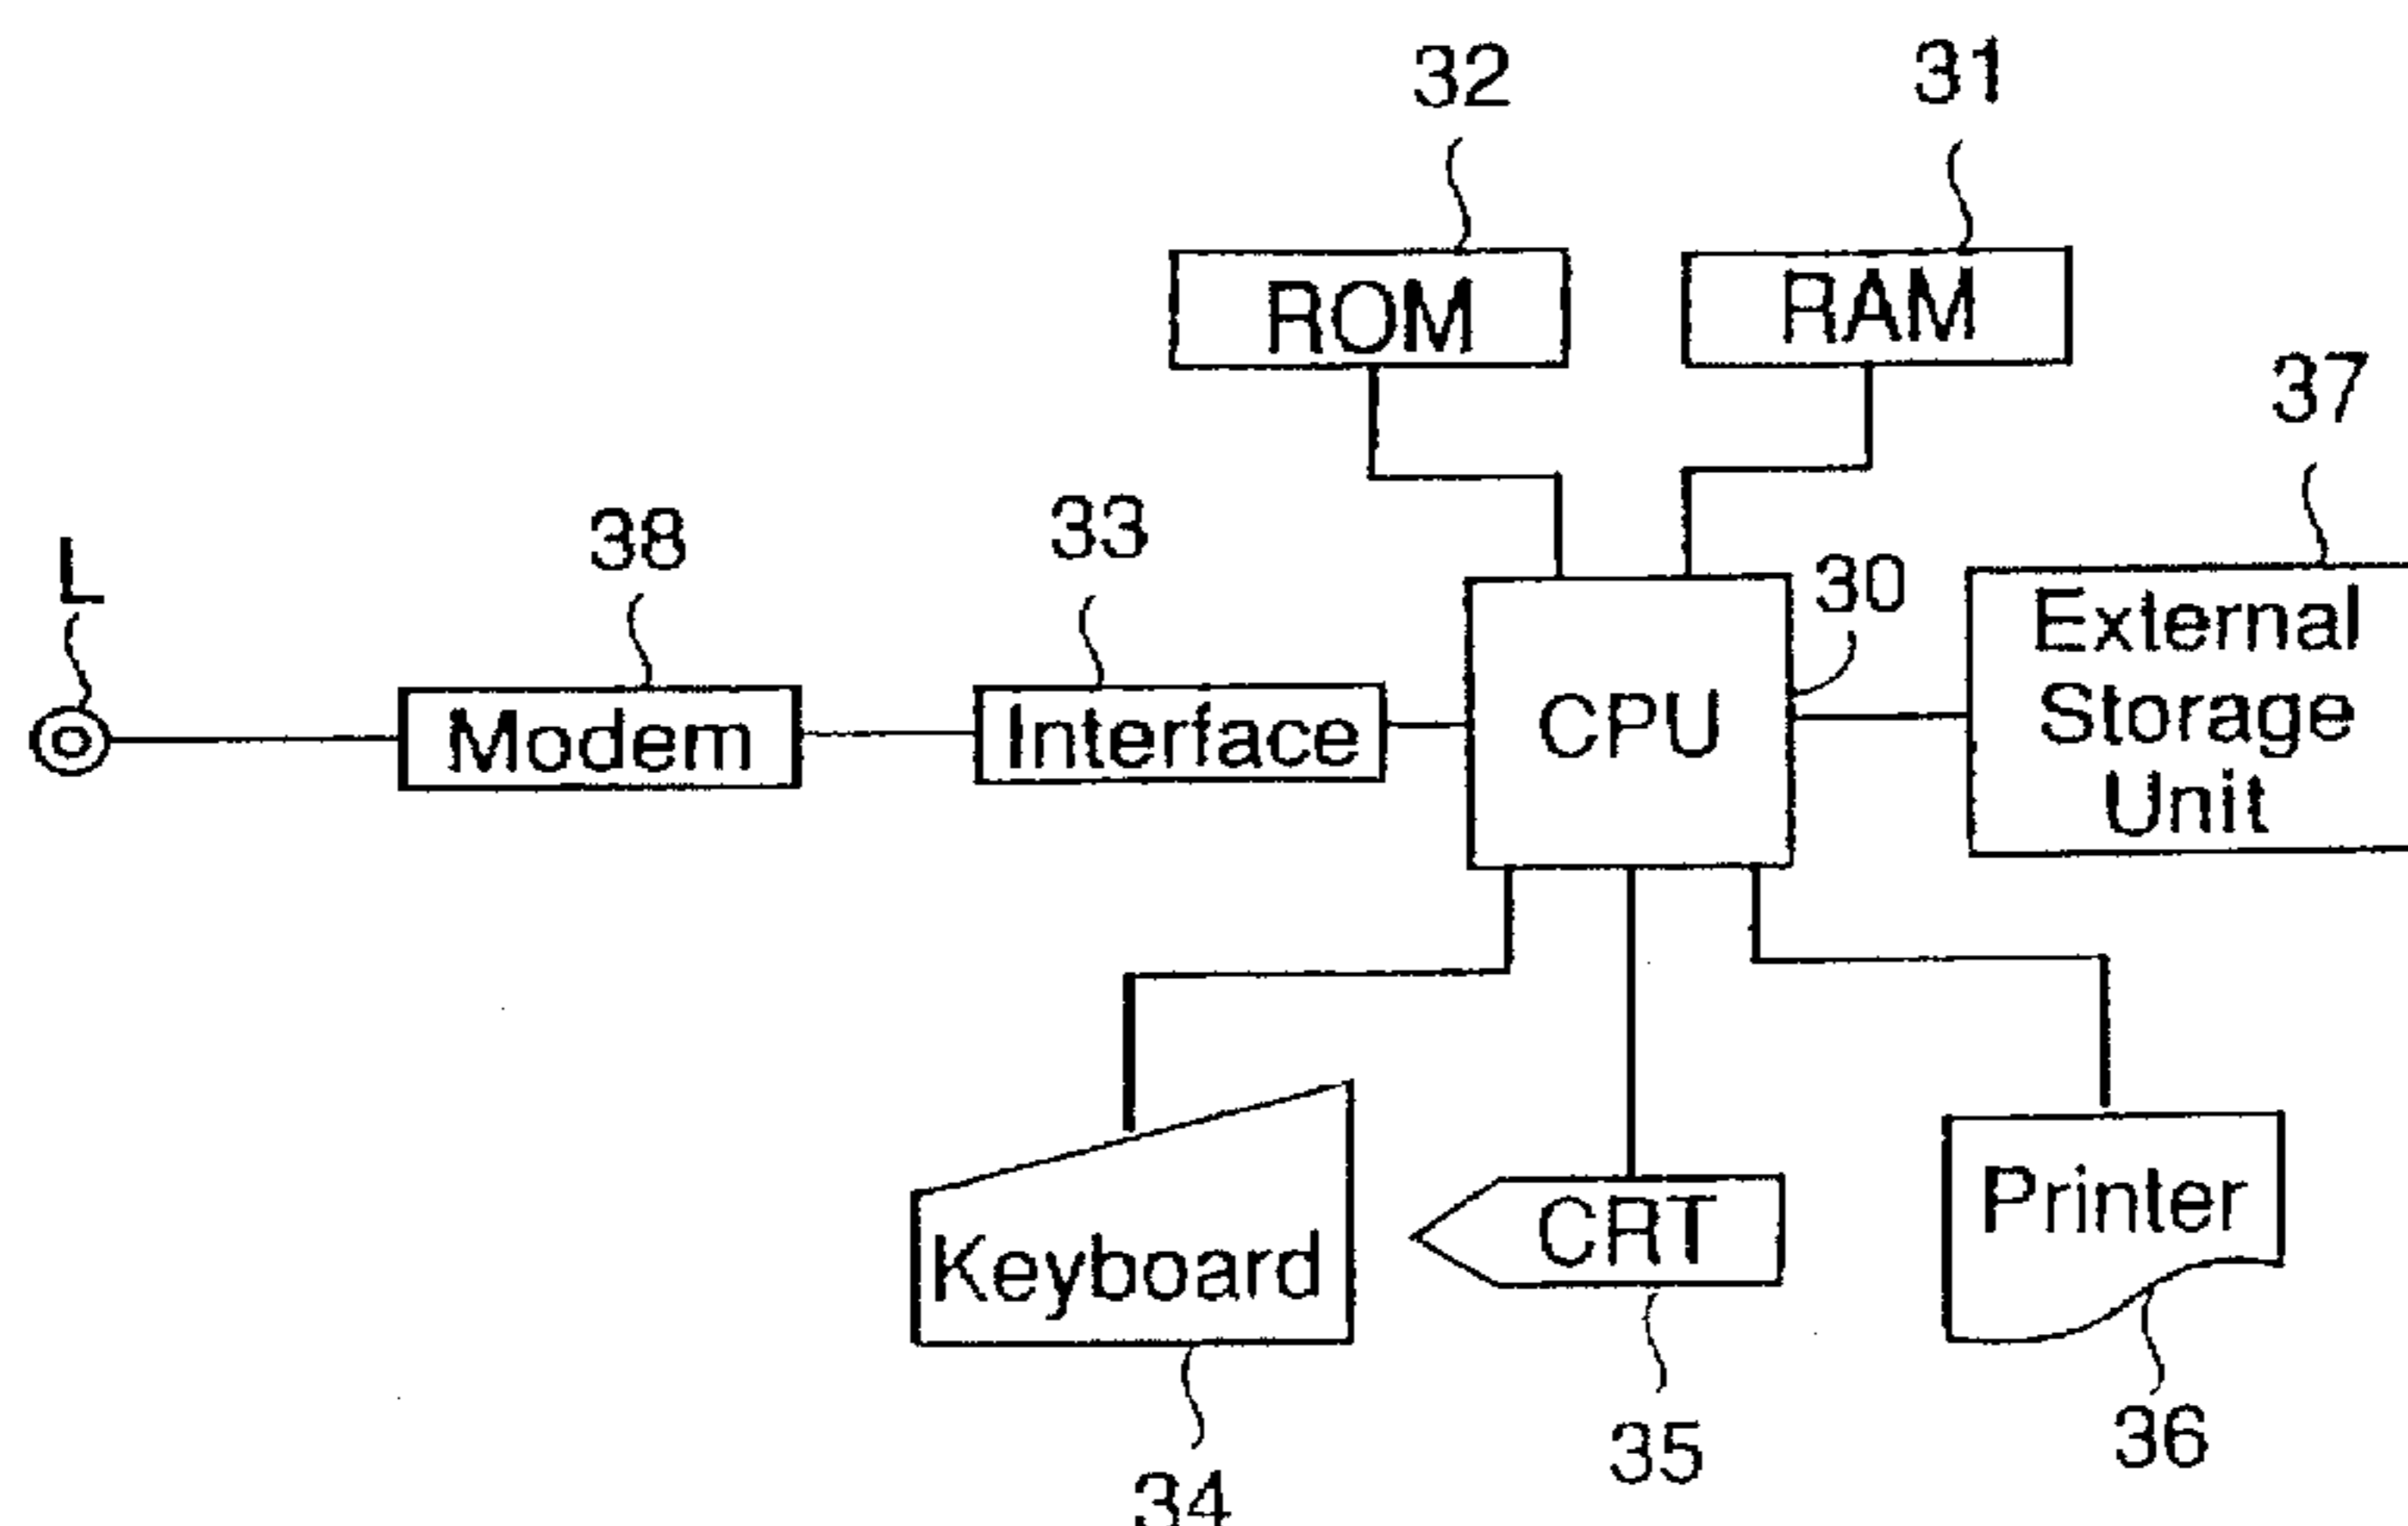 32
31
ROM
RAM
37
L
38
33
30
Modem
Interface
CPU
External
Storage
Unit
Keyboard
CRT
Printer
34
35
36